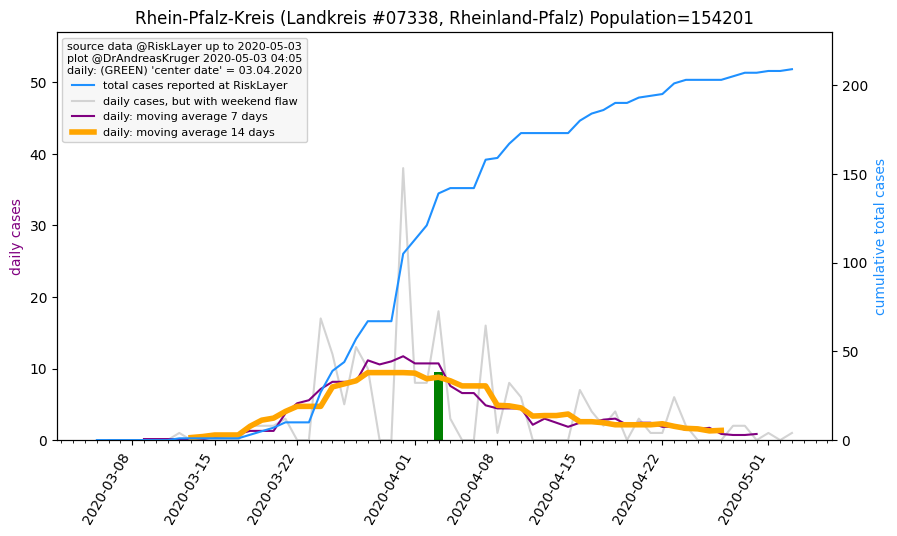 Rhein-Pfalz-Kreis (Landkreis #07338, Rheinland-Pfalz) Population=154201
source data @RiskLayer up to 2020-05-03
plot @DrAndreasKruger 2020-05-03 04:05
daily: (GREEN) 'center date' = 03.04.2020
total cases reported at RiskLayer
daily cases, but with weekend flaw
daily: moving average 7 days
daily: moving average 14 days
daily cases
50
40
30
20
10
0
cumulative total cases
200
150
100
50
0
2020-03-08
2020-03-15
2020-03-22
2020-04-01
2020-04-08
2020-04-15
2020-04-22
2020-05-01